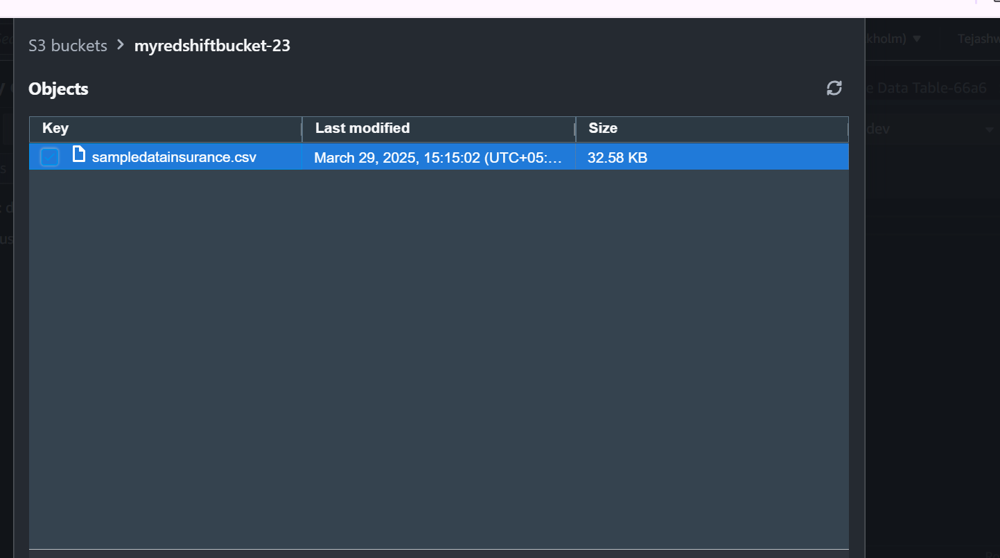 S3 buckets > myredshiftbucket-23
kholm) ▼ Tejashw
Objects
e Data Table-66a6
Key Last modified Size
dev
sampledatainsurance.csv March 29, 2025, 15:15:02 (UTC+05:... 32.58 KB